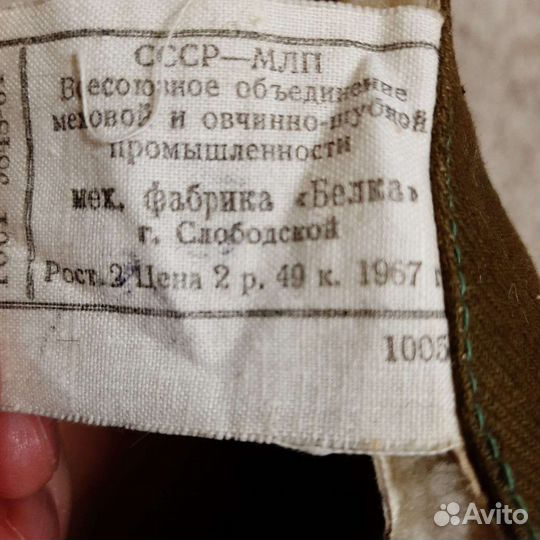 СССР—МЛП
Всесоюзное объединение
меховой и овчинно-шубной
промышленности
мех. фабрика «Белка»
г. Слободской
Рост. 2 Цена 2 р. 49 к. 1967 г
1005
Avito